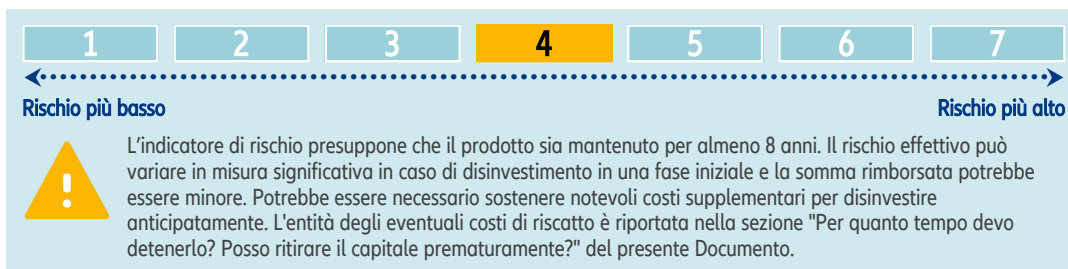 1 2 3 4 5 6 7
Rischio più basso Rischio più alto
L'indicatore di rischio presuppone che il prodotto sia mantenuto per almeno 8 anni. Il rischio effettivo può
variare in misura significativa in caso di disinvestimento in una fase iniziale e la somma rimborsata potrebbe
essere minore. Potrebbe essere necessario sostenere notevoli costi supplementari per disinvestire
anticipatamente. L'entità degli eventuali costi di riscatto è riportata nella sezione "Per quanto tempo devo
detenerlo? Posso ritirare il capitale prematuramente?" del presente Documento.